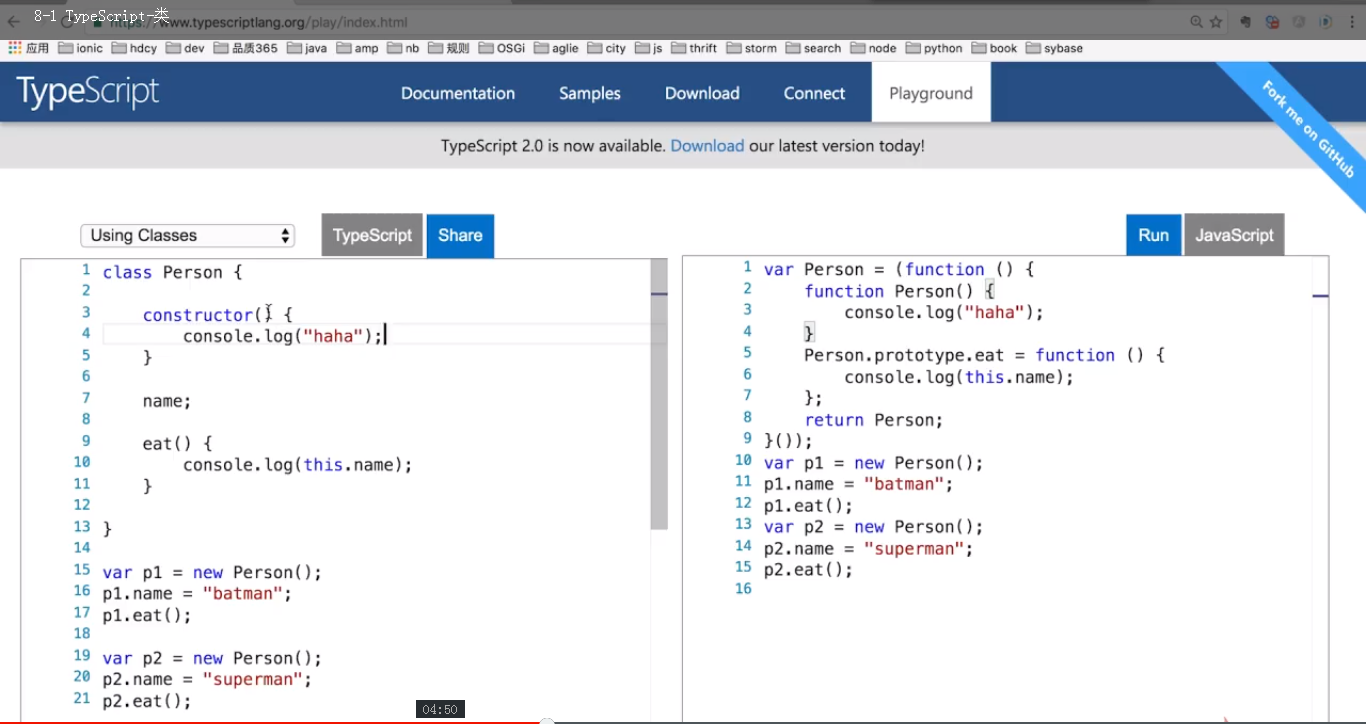 8-1 TypeScript-类
https://www.typescriptlang.org/play/index.html
应用 ionic hdcy dev 品质365 java amp nb 规则 OSGi aglie city js thrift storm search node python book sybase
TypeScript
Documentation Samples Download Connect Playground
Fork me on GitHub
TypeScript 2.0 is now available. Download our latest version today!
Using Classes TypeScript Share
Run JavaScript
1 class Person {
2
3 constructor() {
4 console.log("haha");
5 }
6
7 name;
8
9 eat() {
10 console.log(this.name);
11 }
12
13 }
14
15 var p1 = new Person();
16 p1.name = "batman";
17 p1.eat();
18
19 var p2 = new Person();
20 p2.name = "superman";
21 p2.eat();
1 var Person = (function () {
2 function Person() {
3 console.log("haha");
4 }
5 Person.prototype.eat = function () {
6 console.log(this.name);
7 };
8 return Person;
9 }());
10 var p1 = new Person();
11 p1.name = "batman";
12 p1.eat();
13 var p2 = new Person();
14 p2.name = "superman";
15 p2.eat();
16
04:50